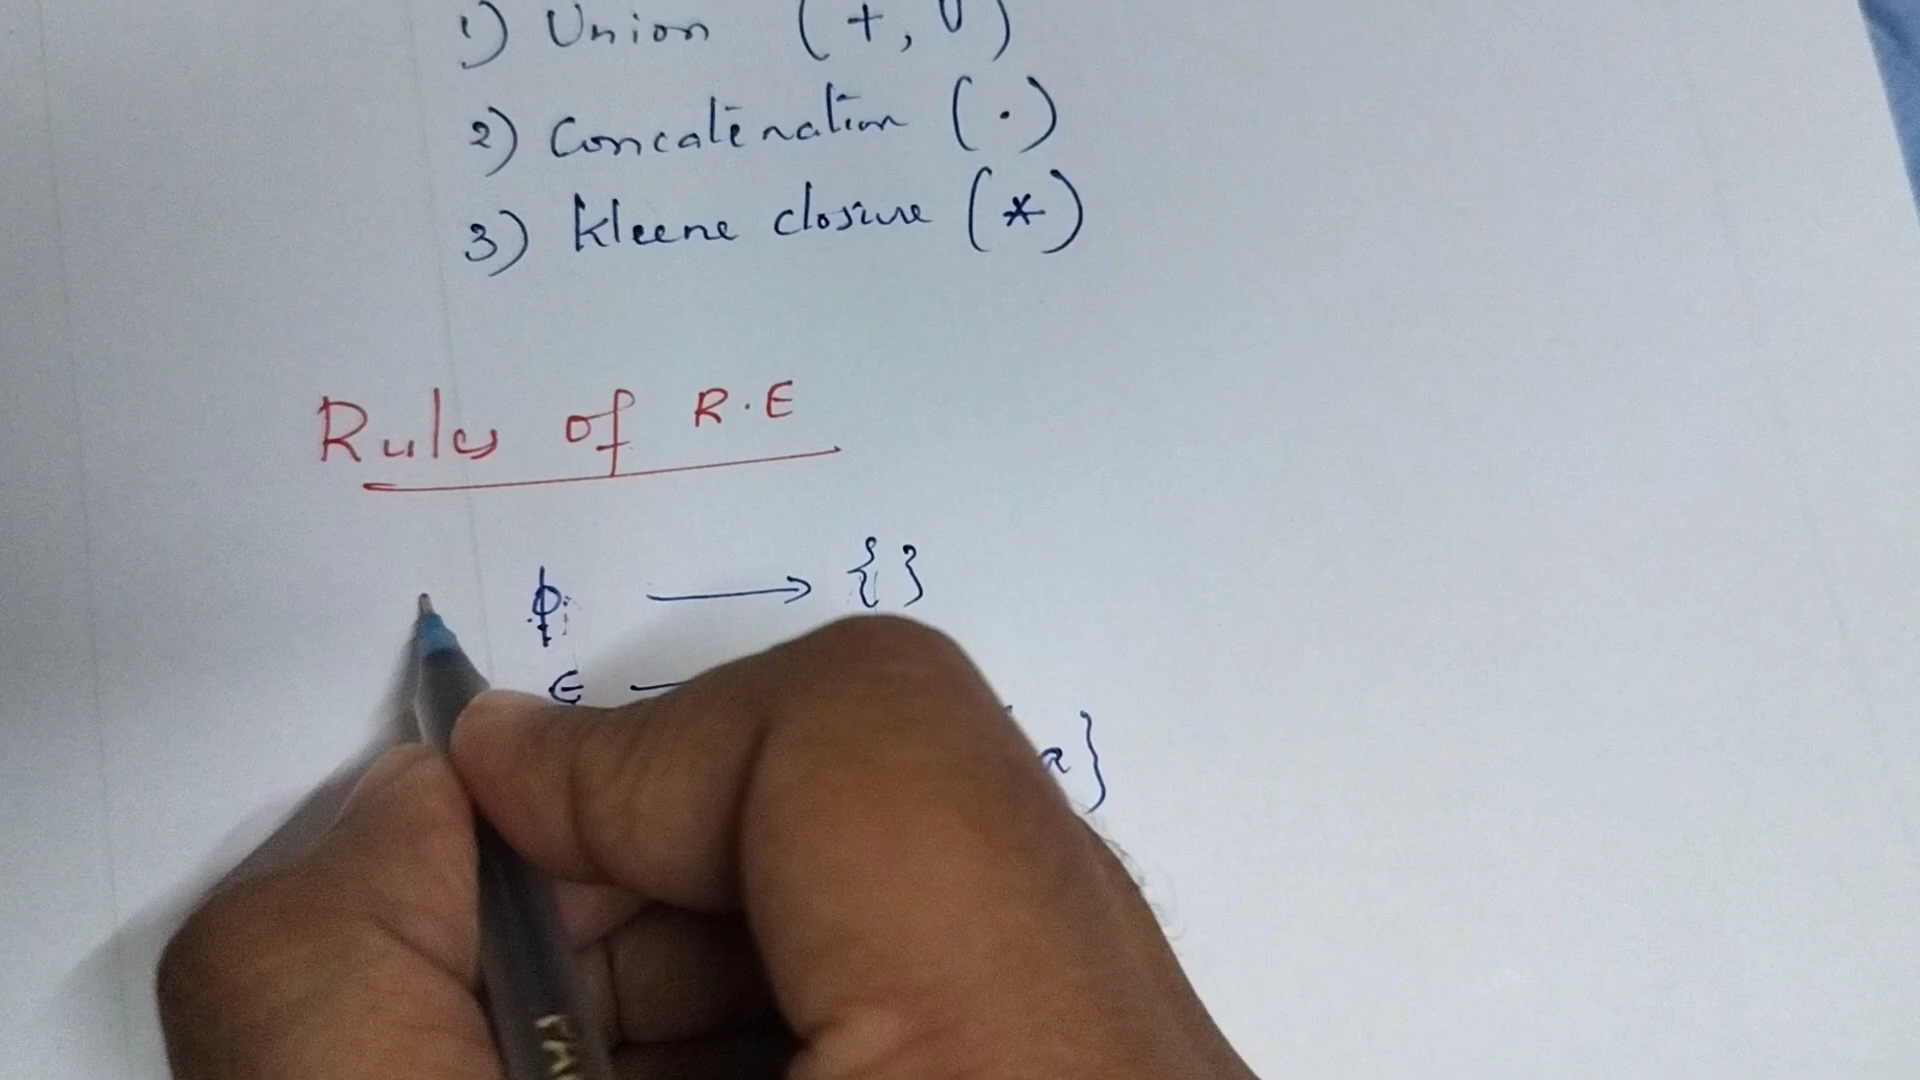 1) Union (+, U)
2) Concatenation (.)
3) Kleene closure (*)
Rules of R.E
ϕ ⟶ {}
ϵ —
a}